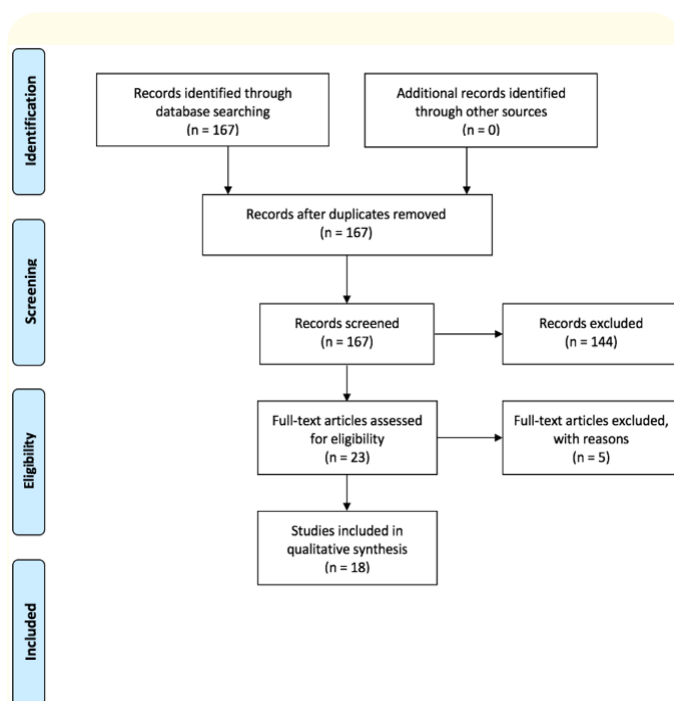 Identification
Records identified through
database searching
(n = 167)
Additional records identified
through other sources
(n = 0)
Records after duplicates removed
(n = 167)
Screening
Records screened
(n = 167)
Records excluded
(n = 144)
Eligibility
Full-text articles assessed
for eligibility
(n = 23)
Full-text articles excluded,
with reasons
(n = 5)
Studies included in
qualitative synthesis
(n = 18)
Included